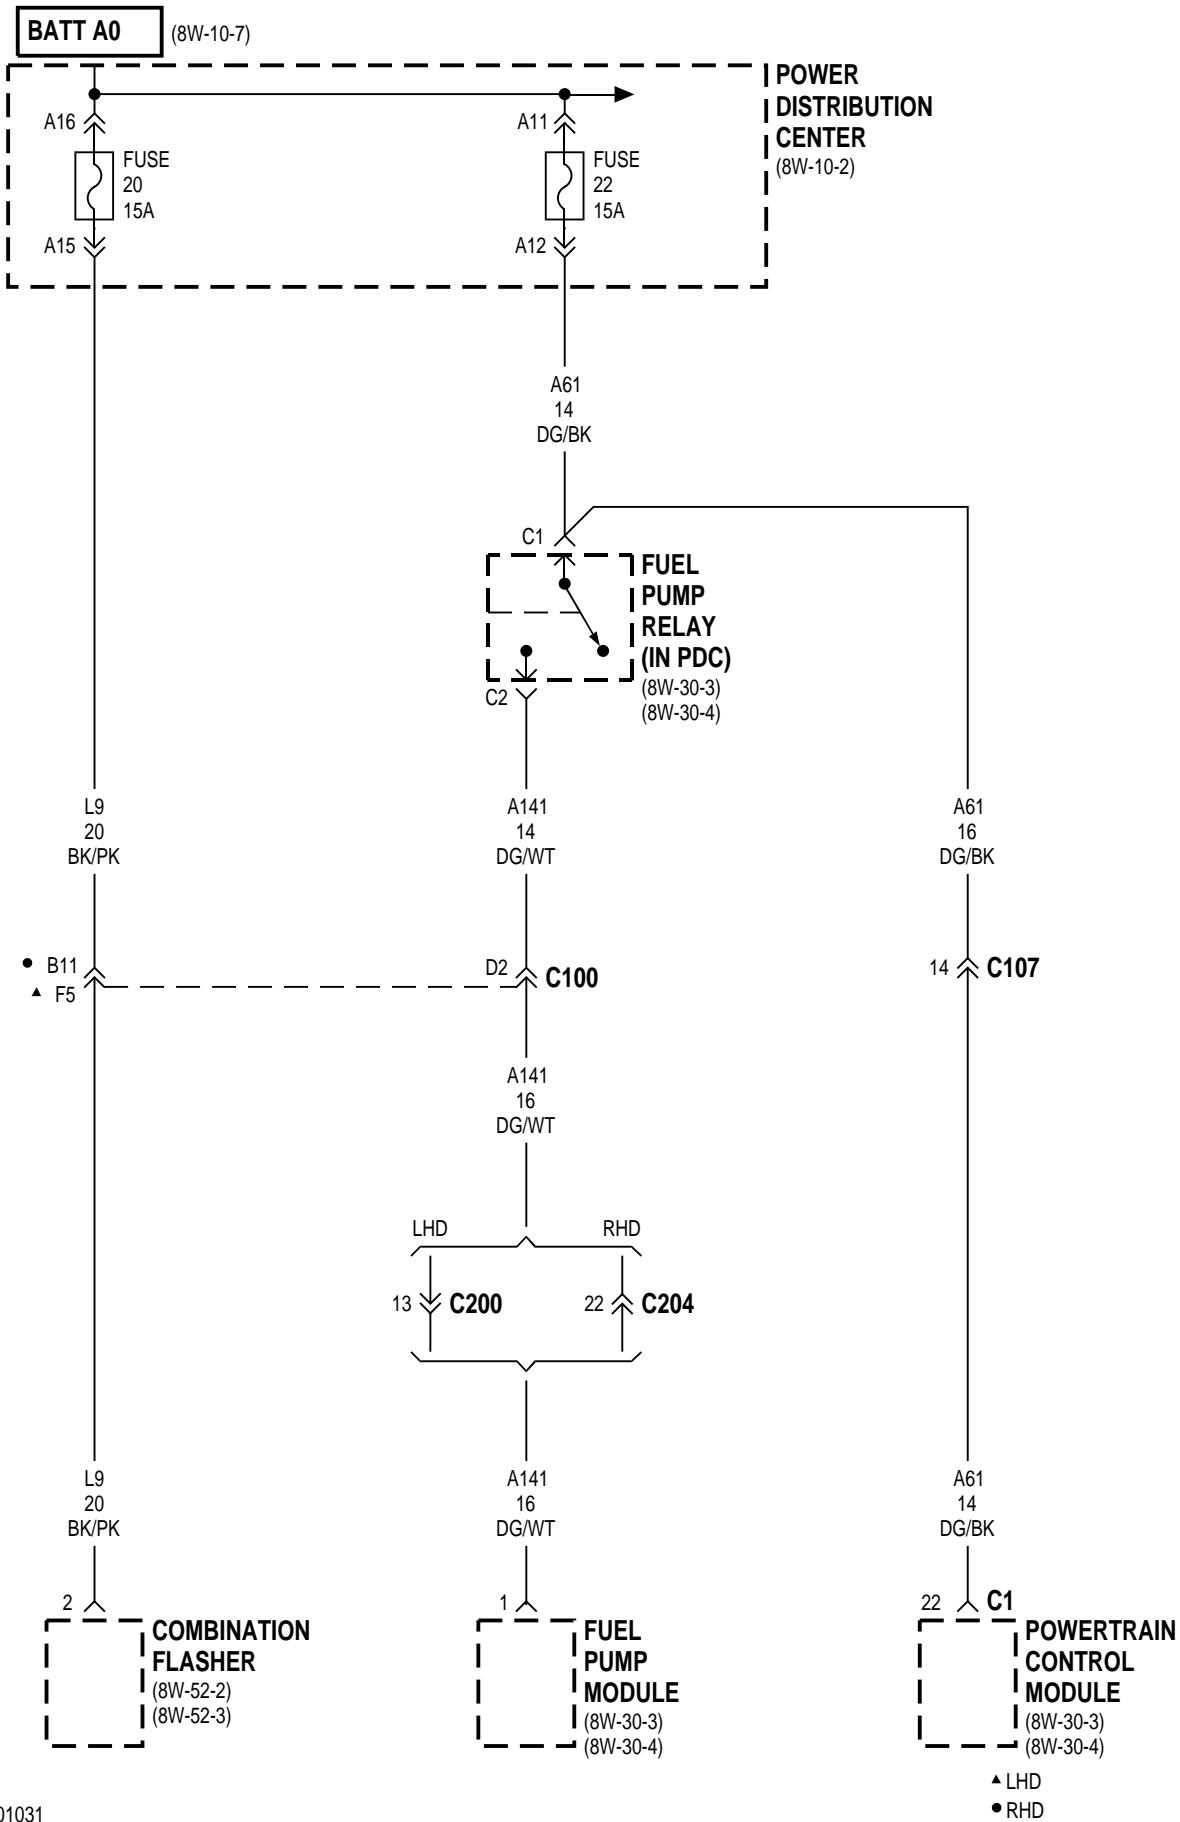 BATT A0
(8W-10-7)
POWER
DISTRIBUTION
CENTER
(8W-10-2)
A16
FUSE
20
15A
A15
A11
FUSE
22
15A
A12
A61
14
DG/BK
C1
FUEL
PUMP
RELAY
(IN PDC)
(8W-30-3)
(8W-30-4)
C2
L9
20
BK/PK
A141
14
DG/WT
A61
16
DG/BK
● B11
▲ F5
D2
C100
14
C107
A141
16
DG/WT
LHD
RHD
13
C200
22
C204
L9
20
BK/PK
A141
16
DG/WT
A61
14
DG/BK
2
COMBINATION
FLASHER
(8W-52-2)
(8W-52-3)
1
FUEL
PUMP
MODULE
(8W-30-3)
(8W-30-4)
22
C1
POWERTRAIN
CONTROL
MODULE
(8W-30-3)
(8W-30-4)
▲ LHD
● RHD
01031